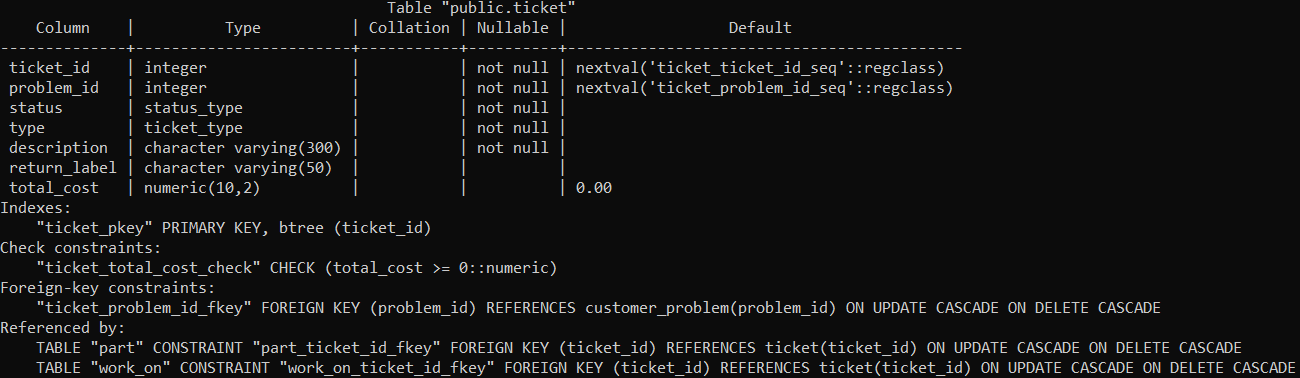 Table "public.ticket"
    Column    |          Type          | Collation | Nullable |                  Default
--------------+------------------------+-----------+----------+--------------------------------------------
 ticket_id    | integer                |           | not null | nextval('ticket_ticket_id_seq'::regclass)
 problem_id   | integer                |           | not null | nextval('ticket_problem_id_seq'::regclass)
 status       | status_type            |           | not null |
 type         | ticket_type            |           | not null |
 description  | character varying(300) |           | not null |
 return_label | character varying(50)  |           |          |
 total_cost   | numeric(10,2)          |           |          | 0.00
Indexes:
    "ticket_pkey" PRIMARY KEY, btree (ticket_id)
Check constraints:
    "ticket_total_cost_check" CHECK (total_cost >= 0::numeric)
Foreign-key constraints:
    "ticket_problem_id_fkey" FOREIGN KEY (problem_id) REFERENCES customer_problem(problem_id) ON UPDATE CASCADE ON DELETE CASCADE
Referenced by:
    TABLE "part" CONSTRAINT "part_ticket_id_fkey" FOREIGN KEY (ticket_id) REFERENCES ticket(ticket_id) ON UPDATE CASCADE ON DELETE CASCADE
    TABLE "work_on" CONSTRAINT "work_on_ticket_id_fkey" FOREIGN KEY (ticket_id) REFERENCES ticket(ticket_id) ON UPDATE CASCADE ON DELETE CASCADE